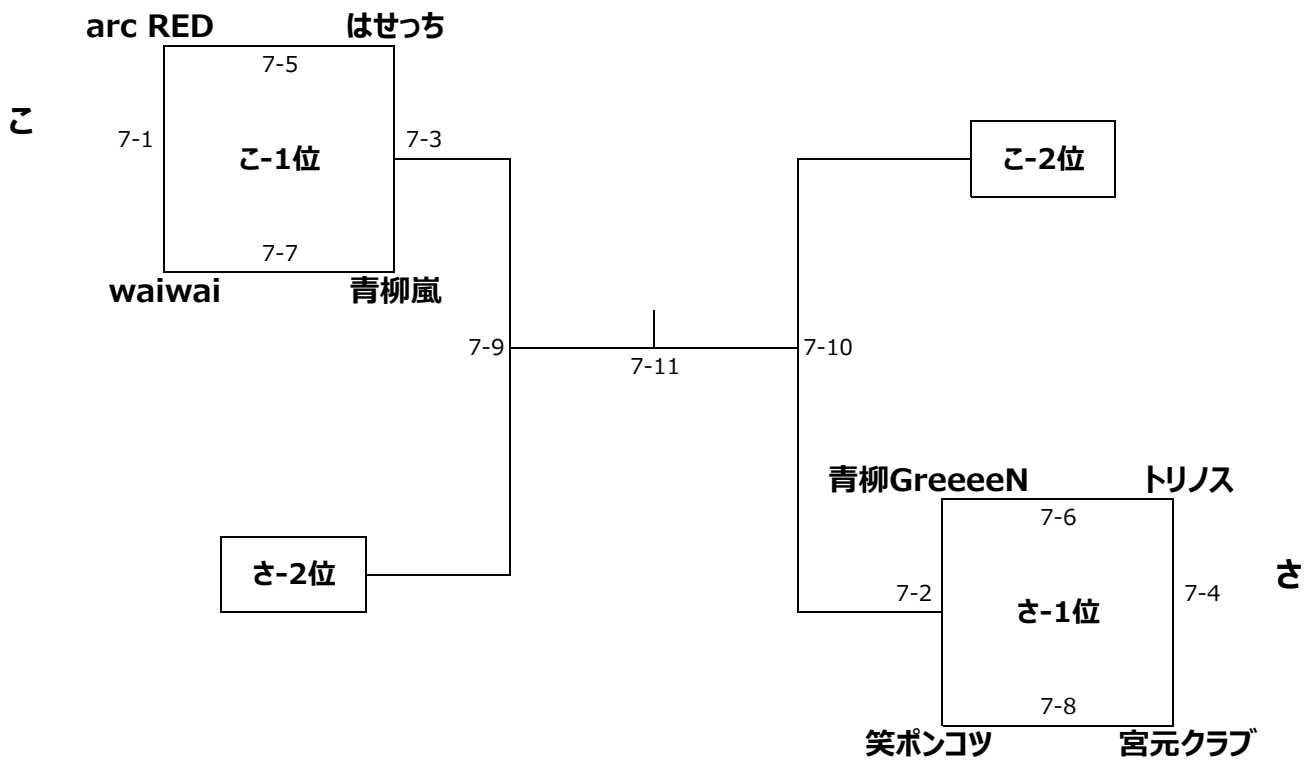 arc RED はせっち
7-5
こ
7-1 こ-1位 7-3
7-7
waiwai 青柳嵐
こ-2位
7-9 7-11 7-10
青柳GreeeeN トリノス
7-6
さ-2位
さ
7-2 さ-1位 7-4
7-8
笑ポンコツ 宮元クラブ